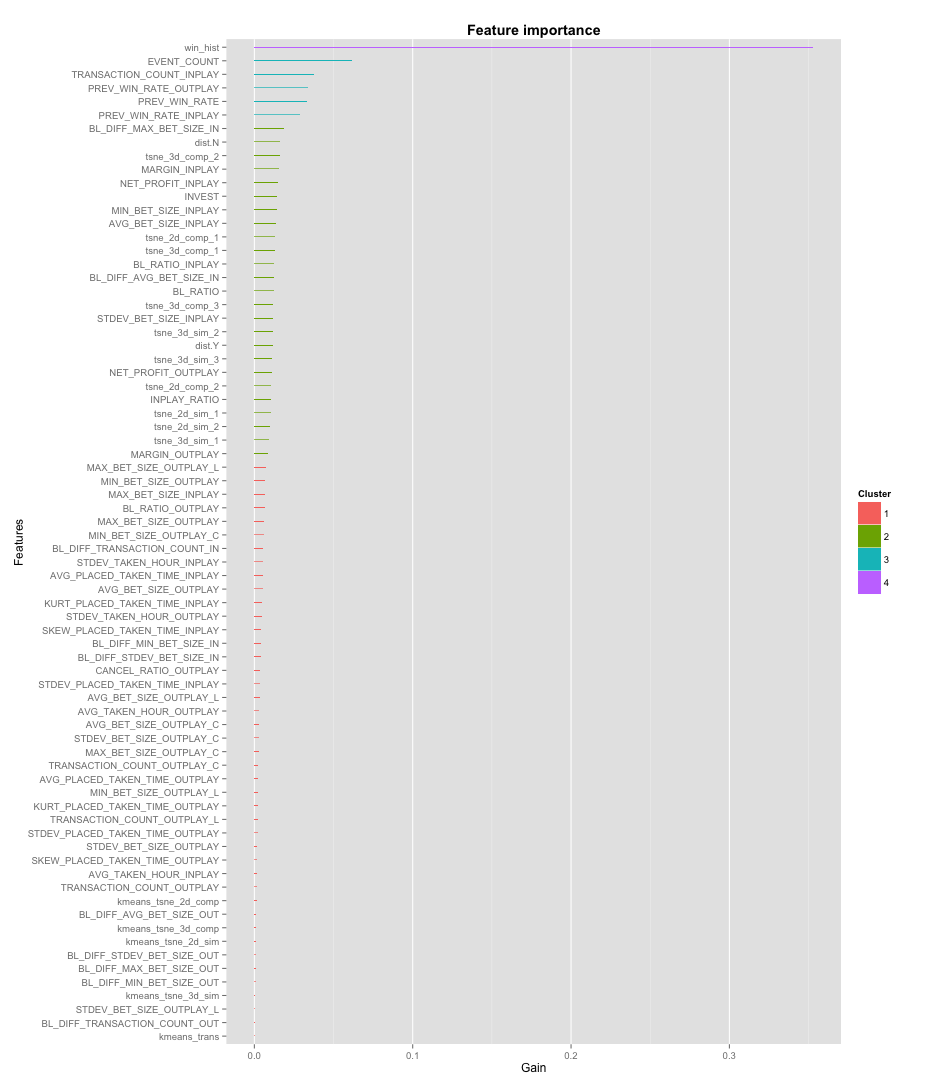 Feature importance
win_hist
EVENT_COUNT
TRANSACTION_COUNT_INPLAY
PREV_WIN_RATE_OUTPLAY
PREV_WIN_RATE
PREV_WIN_RATE_INPLAY
BL_DIFF_MAX_BET_SIZE_IN
dist.N
tsne_3d_comp_2
MARGIN_INPLAY
NET_PROFIT_INPLAY
INVEST
MIN_BET_SIZE_INPLAY
AVG_BET_SIZE_INPLAY
tsne_2d_comp_1
tsne_3d_comp_1
BL_RATIO_INPLAY
BL_DIFF_AVG_BET_SIZE_IN
BL_RATIO
tsne_3d_comp_3
STDEV_BET_SIZE_INPLAY
tsne_3d_sim_2
dist.Y
tsne_3d_sim_3
NET_PROFIT_OUTPLAY
tsne_2d_comp_2
INPLAY_RATIO
tsne_2d_sim_1
tsne_2d_sim_2
tsne_3d_sim_1
MARGIN_OUTPLAY
MAX_BET_SIZE_OUTPLAY_L
MIN_BET_SIZE_OUTPLAY
MAX_BET_SIZE_INPLAY
BL_RATIO_OUTPLAY
MAX_BET_SIZE_OUTPLAY
MIN_BET_SIZE_OUTPLAY_C
BL_DIFF_TRANSACTION_COUNT_IN
STDEV_TAKEN_HOUR_INPLAY
AVG_PLACED_TAKEN_TIME_INPLAY
AVG_BET_SIZE_OUTPLAY
KURT_PLACED_TAKEN_TIME_INPLAY
STDEV_TAKEN_HOUR_OUTPLAY
SKEW_PLACED_TAKEN_TIME_INPLAY
BL_DIFF_MIN_BET_SIZE_IN
BL_DIFF_STDEV_BET_SIZE_IN
CANCEL_RATIO_OUTPLAY
STDEV_PLACED_TAKEN_TIME_INPLAY
AVG_BET_SIZE_OUTPLAY_L
AVG_TAKEN_HOUR_OUTPLAY
AVG_BET_SIZE_OUTPLAY_C
STDEV_BET_SIZE_OUTPLAY_C
MAX_BET_SIZE_OUTPLAY_C
TRANSACTION_COUNT_OUTPLAY_C
AVG_PLACED_TAKEN_TIME_OUTPLAY
MIN_BET_SIZE_OUTPLAY_L
KURT_PLACED_TAKEN_TIME_OUTPLAY
TRANSACTION_COUNT_OUTPLAY_L
STDEV_PLACED_TAKEN_TIME_OUTPLAY
STDEV_BET_SIZE_OUTPLAY
SKEW_PLACED_TAKEN_TIME_OUTPLAY
AVG_TAKEN_HOUR_INPLAY
TRANSACTION_COUNT_OUTPLAY
kmeans_tsne_2d_comp
BL_DIFF_AVG_BET_SIZE_OUT
kmeans_tsne_3d_comp
kmeans_tsne_2d_sim
BL_DIFF_STDEV_BET_SIZE_OUT
BL_DIFF_MAX_BET_SIZE_OUT
BL_DIFF_MIN_BET_SIZE_OUT
kmeans_tsne_3d_sim
STDEV_BET_SIZE_OUTPLAY_L
BL_DIFF_TRANSACTION_COUNT_OUT
kmeans_trans
Features
0.0 0.1 0.2 0.3
Gain
Cluster
1
2
3
4